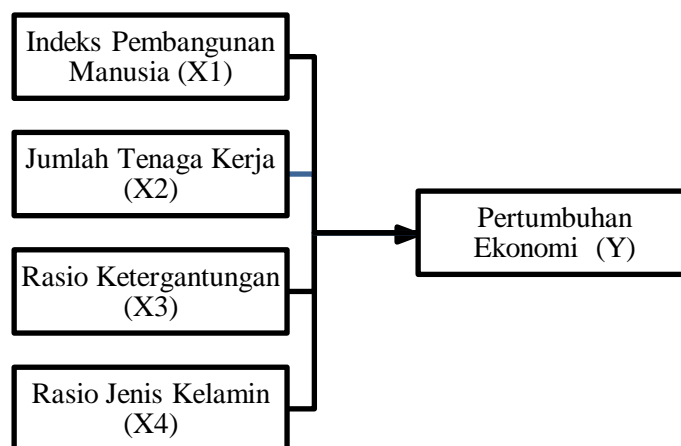 Indeks Pembangunan
Manusia (X1)
Jumlah Tenaga Kerja
(X2)
Rasio Ketergantungan
(X3)
Rasio Jenis Kelamin
(X4)
Pertumbuhan
Ekonomi (Y)